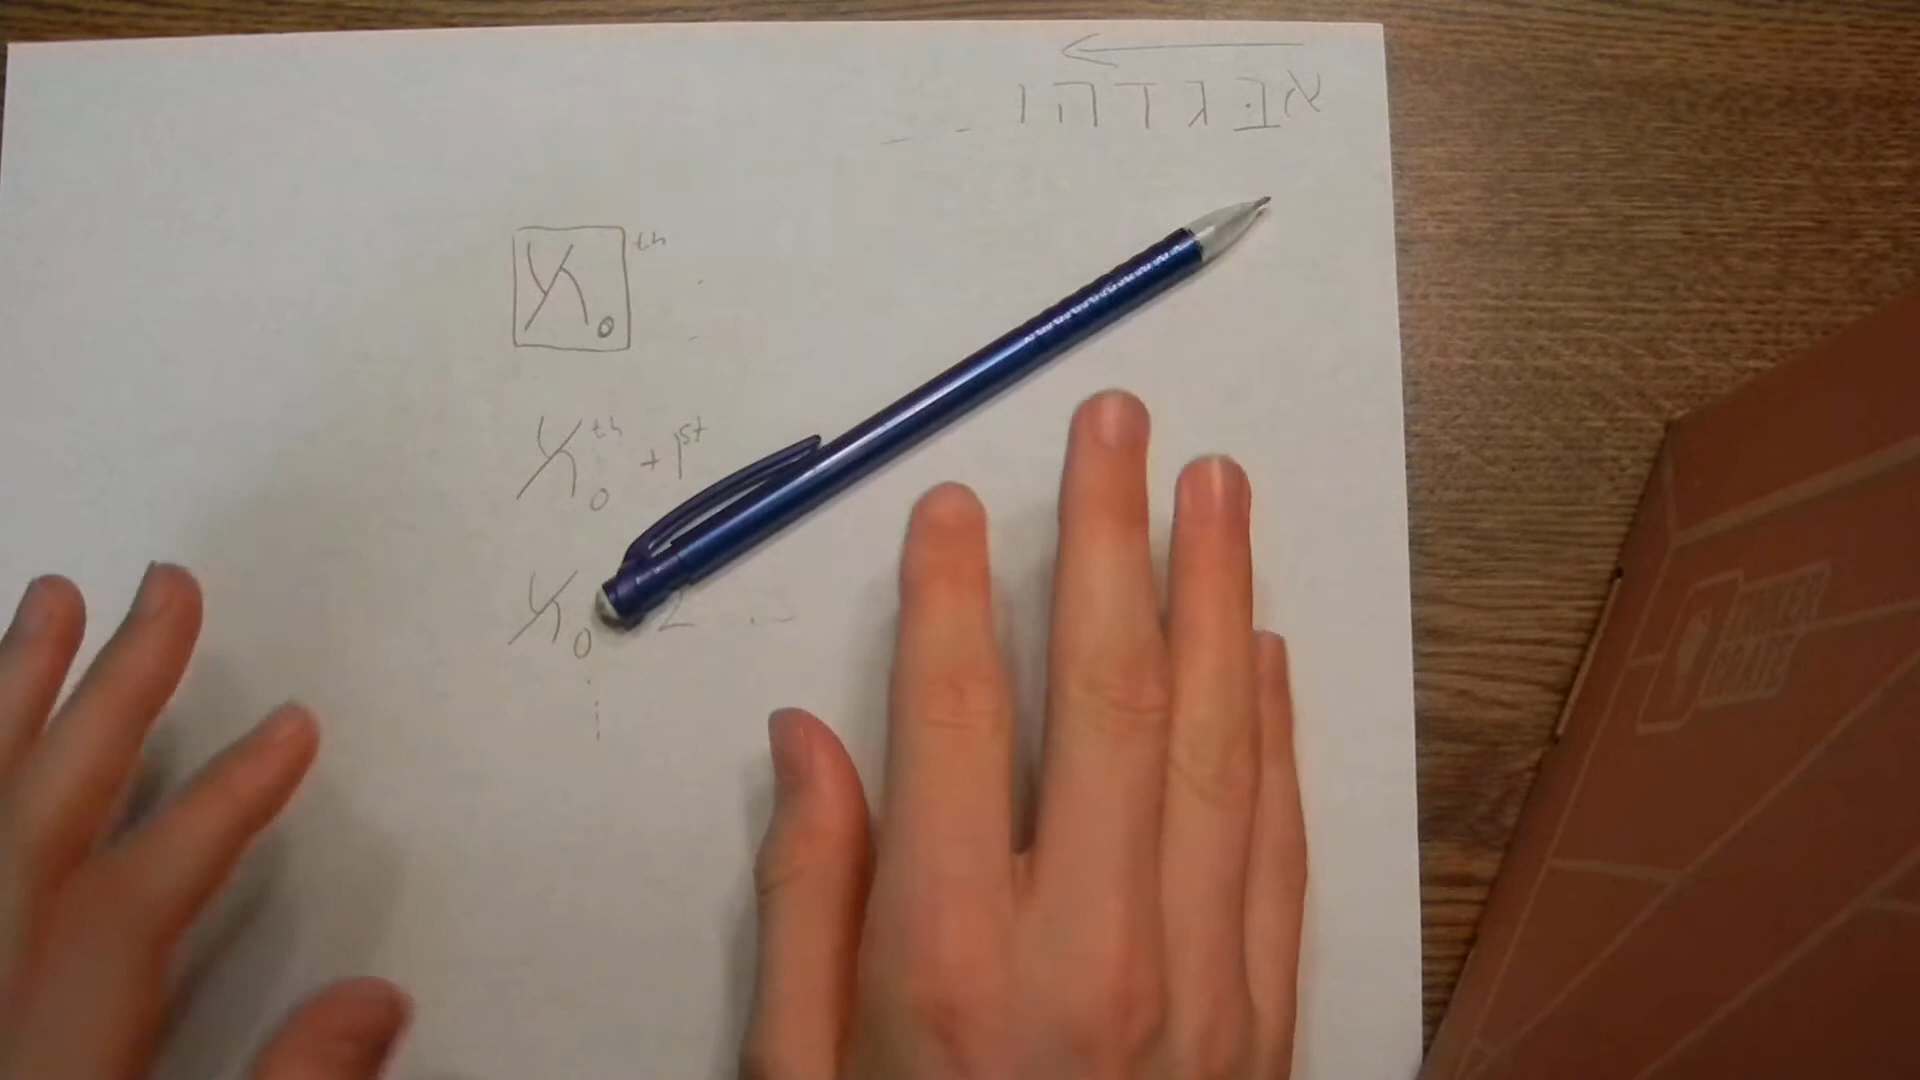 א בּ ג ד ה ו ...
א₀ th
א₀ th + 1st
א₀ 2 ...